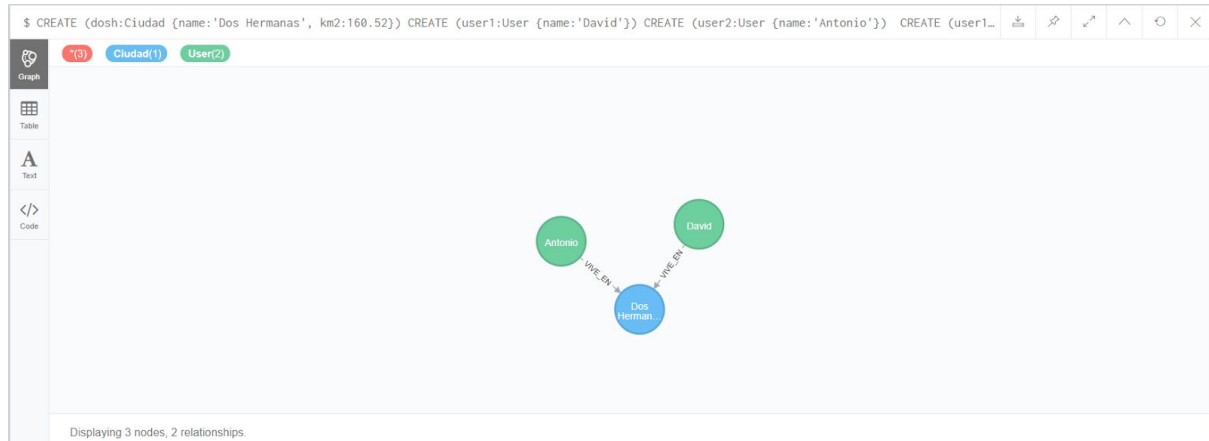 $ CREATE (dosh:Ciudad {name:'Dos Hermanas', km2:160.52}) CREATE (user1:User {name:'David'}) CREATE (user2:User {name:'Antonio'})  CREATE (user1…
*(3) Ciudad(1) User(2)
Graph
Table
A
Text
</>
Code
David
Antonio
VIVE_EN
VIVE_EN
Dos
Herman...
Displaying 3 nodes, 2 relationships.